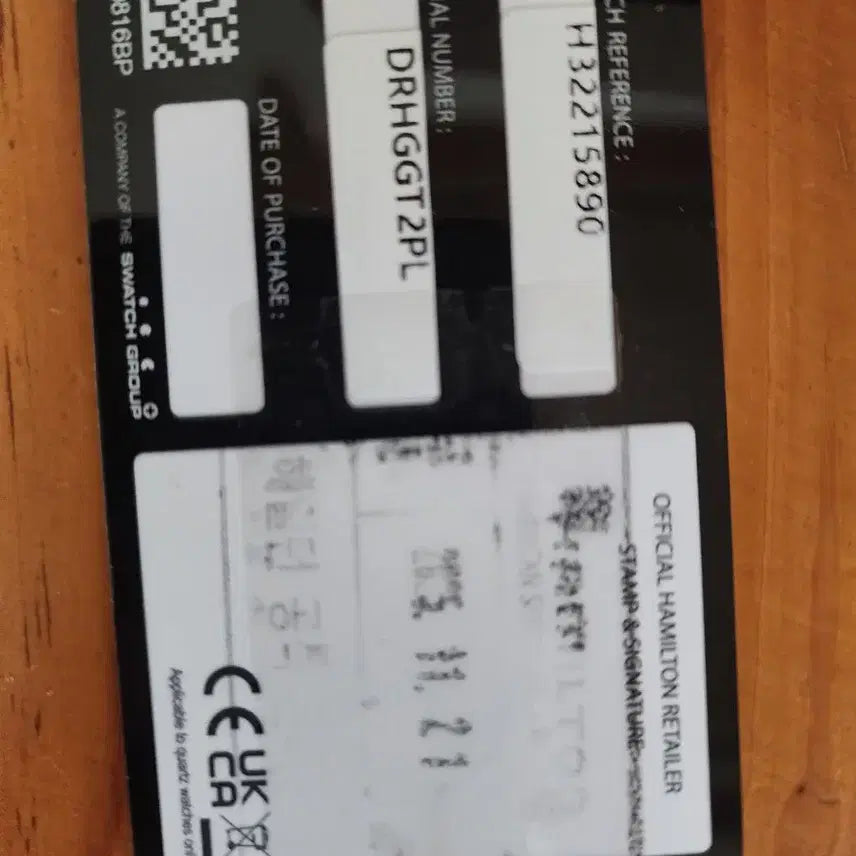 CH REFERENCE :
H32215890
AL NUMBER :
DRHGGT2PL
DATE OF PURCHASE :
816BP
A COMPANY OF THE SWATCH GROUP
OFFICIAL HAMILTON RETAILER
STAMP & SIGNATURE
11. 21
CE UK
CA
Applicable to quartz watches onl